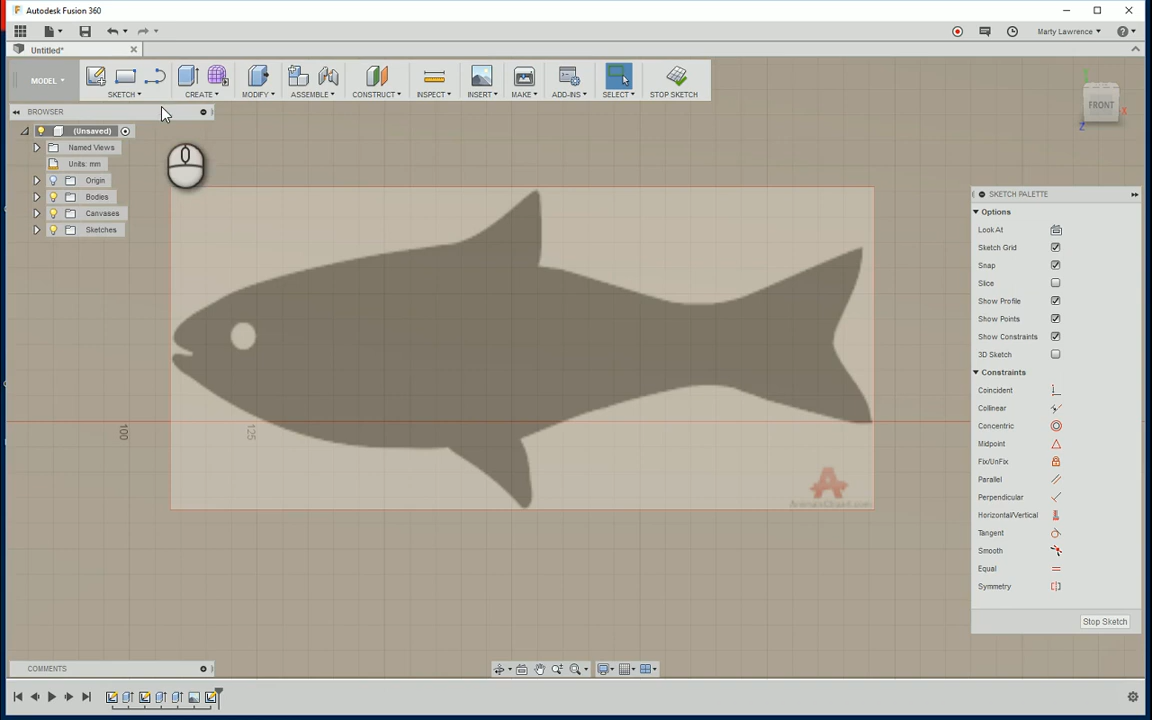 Autodesk Fusion 360
Marty Lawrence
Untitled*
MODEL
SKETCH
CREATE
MODIFY
ASSEMBLE
CONSTRUCT
INSPECT
INSERT
MAKE
ADD-INS
SELECT
STOP SKETCH
BROWSER
(Unsaved)
Named Views
Units: mm
Origin
Bodies
Canvases
Sketches
FRONT
X
Z
100
125
SKETCH PALETTE
Options
Look At
Sketch Grid
Snap
Slice
Show Profile
Show Points
Show Constraints
3D Sketch
Constraints
Coincident
Collinear
Concentric
Midpoint
Fix/UnFix
Parallel
Perpendicular
Horizontal/Vertical
Tangent
Smooth
Equal
Symmetry
Stop Sketch
COMMENTS